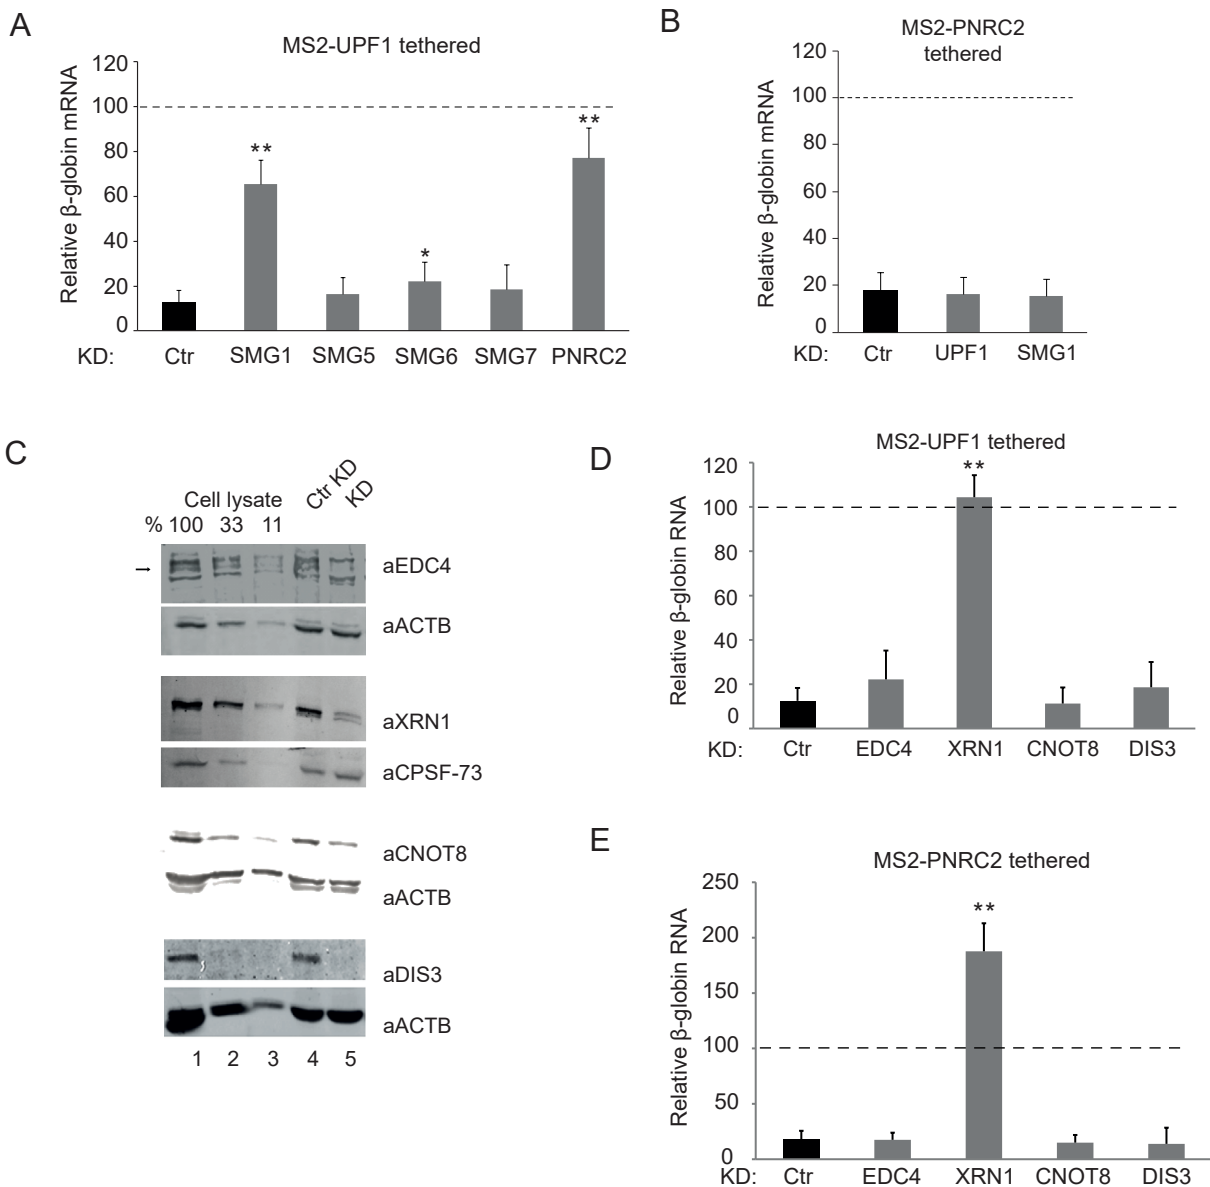 A
MS2-UPF1 tethered
Relative β-globin mRNA
120
100
80
60
40
20
0
** * **
KD: Ctr SMG1 SMG5 SMG6 SMG7 PNRC2
B
MS2-PNRC2
tethered
Relative β-globin mRNA
120
100
80
60
40
20
0
KD: Ctr UPF1 SMG1
C
Cell lysate Ctr KD KD
% 100 33 11
→ aEDC4
aACTB
aXRN1
aCPSF-73
aCNOT8
aACTB
aDIS3
aACTB
1 2 3 4 5
D
MS2-UPF1 tethered
Relative β-globin RNA
120
100
80
60
40
20
0
**
KD: Ctr EDC4 XRN1 CNOT8 DIS3
E
MS2-PNRC2 tethered
Relative β-globin RNA
250
200
150
100
50
0
**
KD: Ctr EDC4 XRN1 CNOT8 DIS3